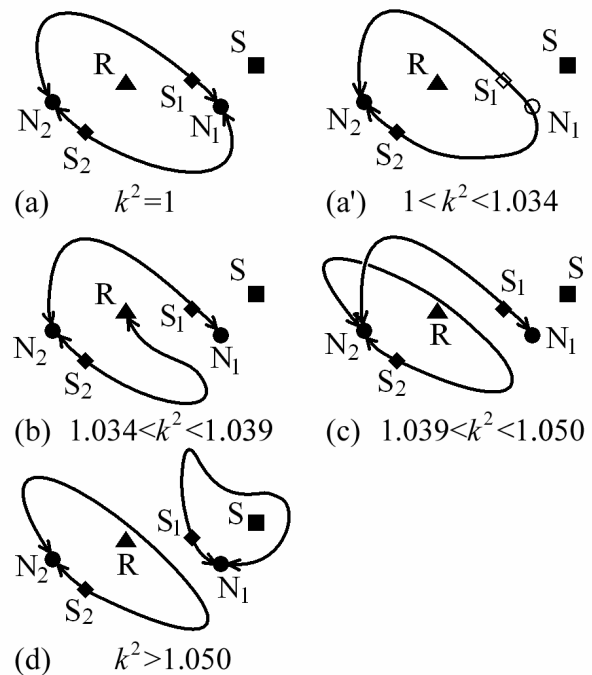 R S R S
S₁ S₁
N₂ N₁ N₂ N₁
S₂ S₂
(a) k²=1 (a') 1<k²<1.034
R S S
S₁ S₁
N₂ N₁ N₂ R N₁
S₂ S₂
(b) 1.034<k²<1.039 (c) 1.039<k²<1.050
S₁ S
R
N₂ N₁
S₂
(d) k²>1.050